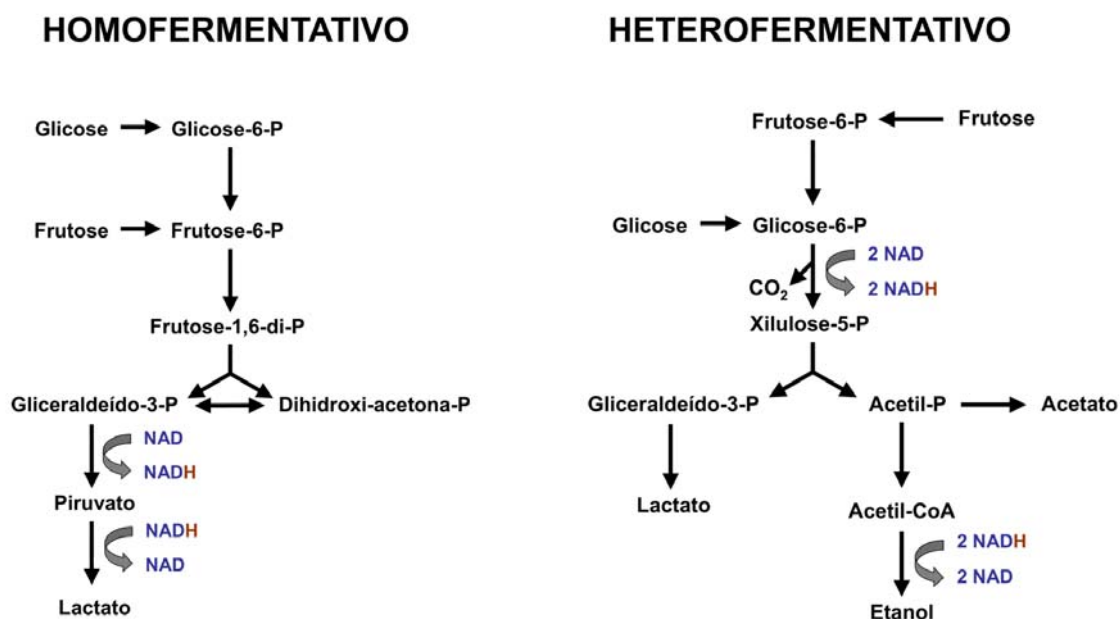 HOMOFERMENTATIVO
Glicose
Glicose-6-P
Frutose
Frutose-6-P
Frutose-1,6-di-P
Gliceraldeído-3-P
Dihidroxi-acetona-P
NAD
NADH
Piruvato
NADH
NAD
Lactato
HETEROFERMENTATIVO
Frutose-6-P
Frutose
Glicose
Glicose-6-P
2 NAD
CO₂
2 NADH
Xilulose-5-P
Gliceraldeído-3-P
Acetil-P
Acetato
Lactato
Acetil-CoA
2 NADH
2 NAD
Etanol